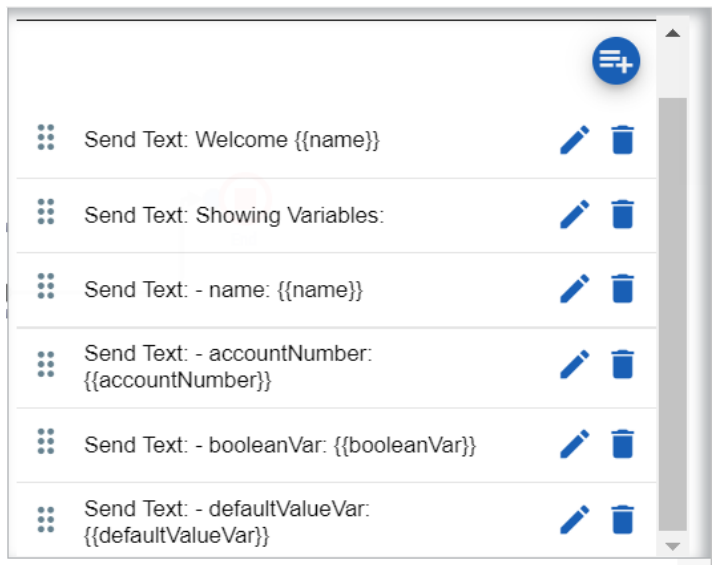 Send Text: Welcome {{name}}
Send Text: Showing Variables:
Send Text: - name: {{name}}
Send Text: - accountNumber:
{{accountNumber}}
Send Text: - booleanVar: {{booleanVar}}
Send Text: - defaultValueVar:
{{defaultValueVar}}